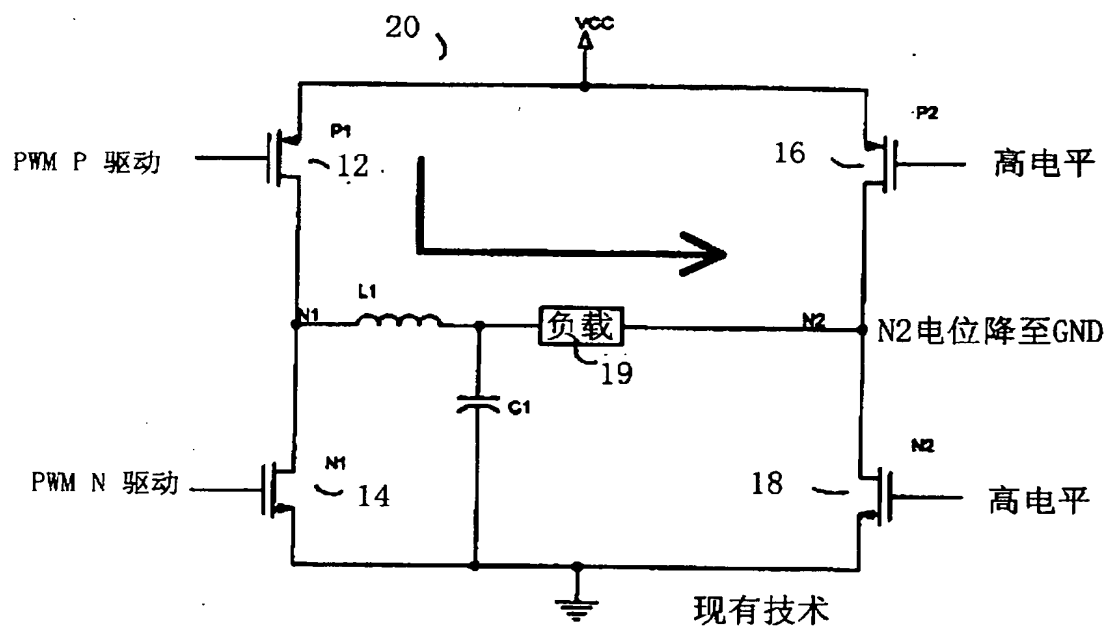 20
VCC
P1
P2
PWM P 驱动
12
16
高电平
L1
N1
负载
N2
N2电位降至GND
19
C1
N1
N2
PWM N 驱动
14
18
高电平
现有技术